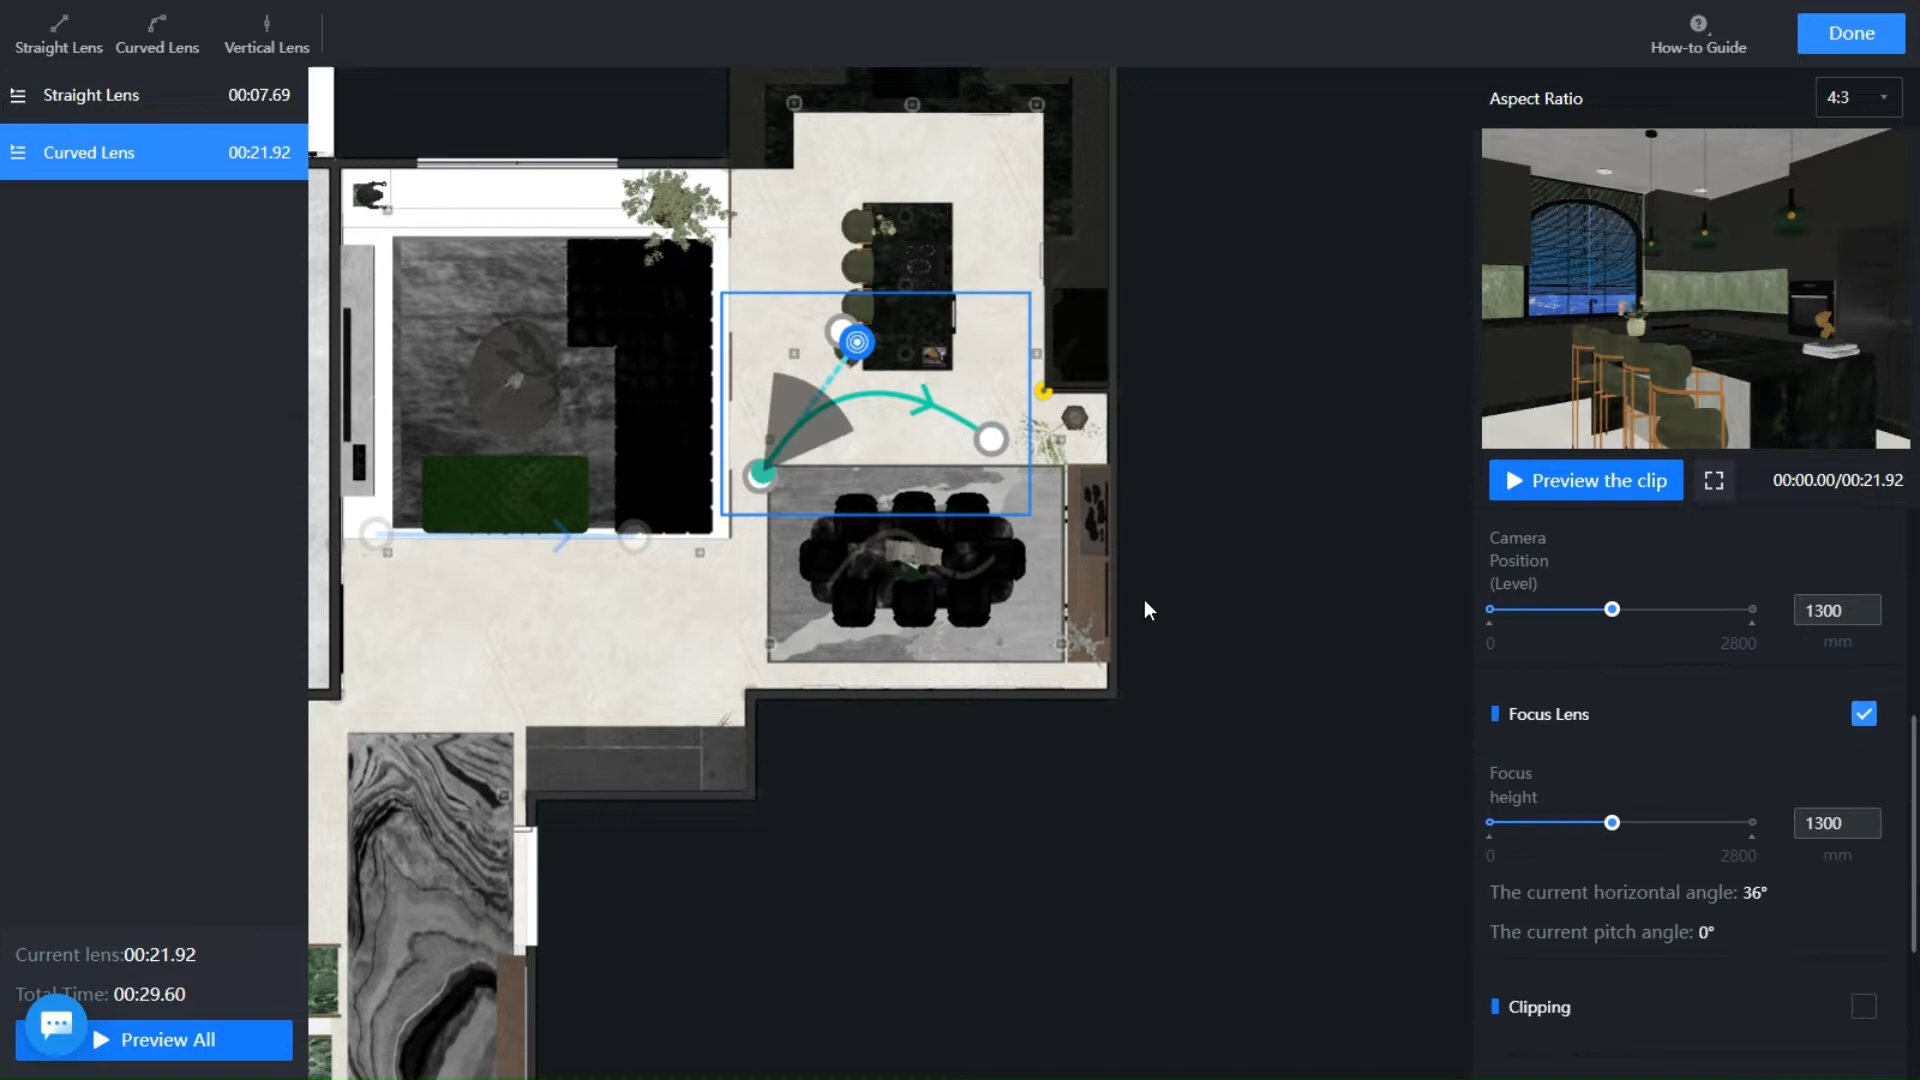 Straight Lens
Curved Lens
Vertical Lens
How-to Guide
Done
Straight Lens 00:07.69
Curved Lens 00:21.92
Aspect Ratio
4:3
Preview the clip
00:00.00/00:21.92
Camera
Position
(Level)
1300
0
2800
mm
Focus Lens
Focus
height
1300
0
2800
mm
The current horizontal angle: 36°
The current pitch angle: 0°
Clipping
Current lens:00:21.92
Total Time: 00:29.60
Preview All